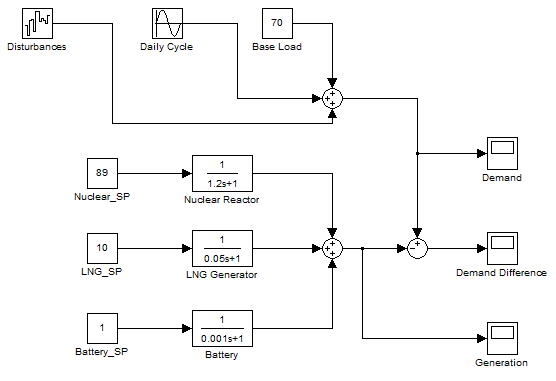 70
Disturbances
Daily Cycle
Base Load
+
+
+
Demand
89
1
1.2s+1
Nuclear_SP
Nuclear Reactor
10
1
0.05s+1
+
+
+
+
−
LNG_SP
LNG Generator
Demand Difference
1
1
0.001s+1
Battery_SP
Battery
Generation